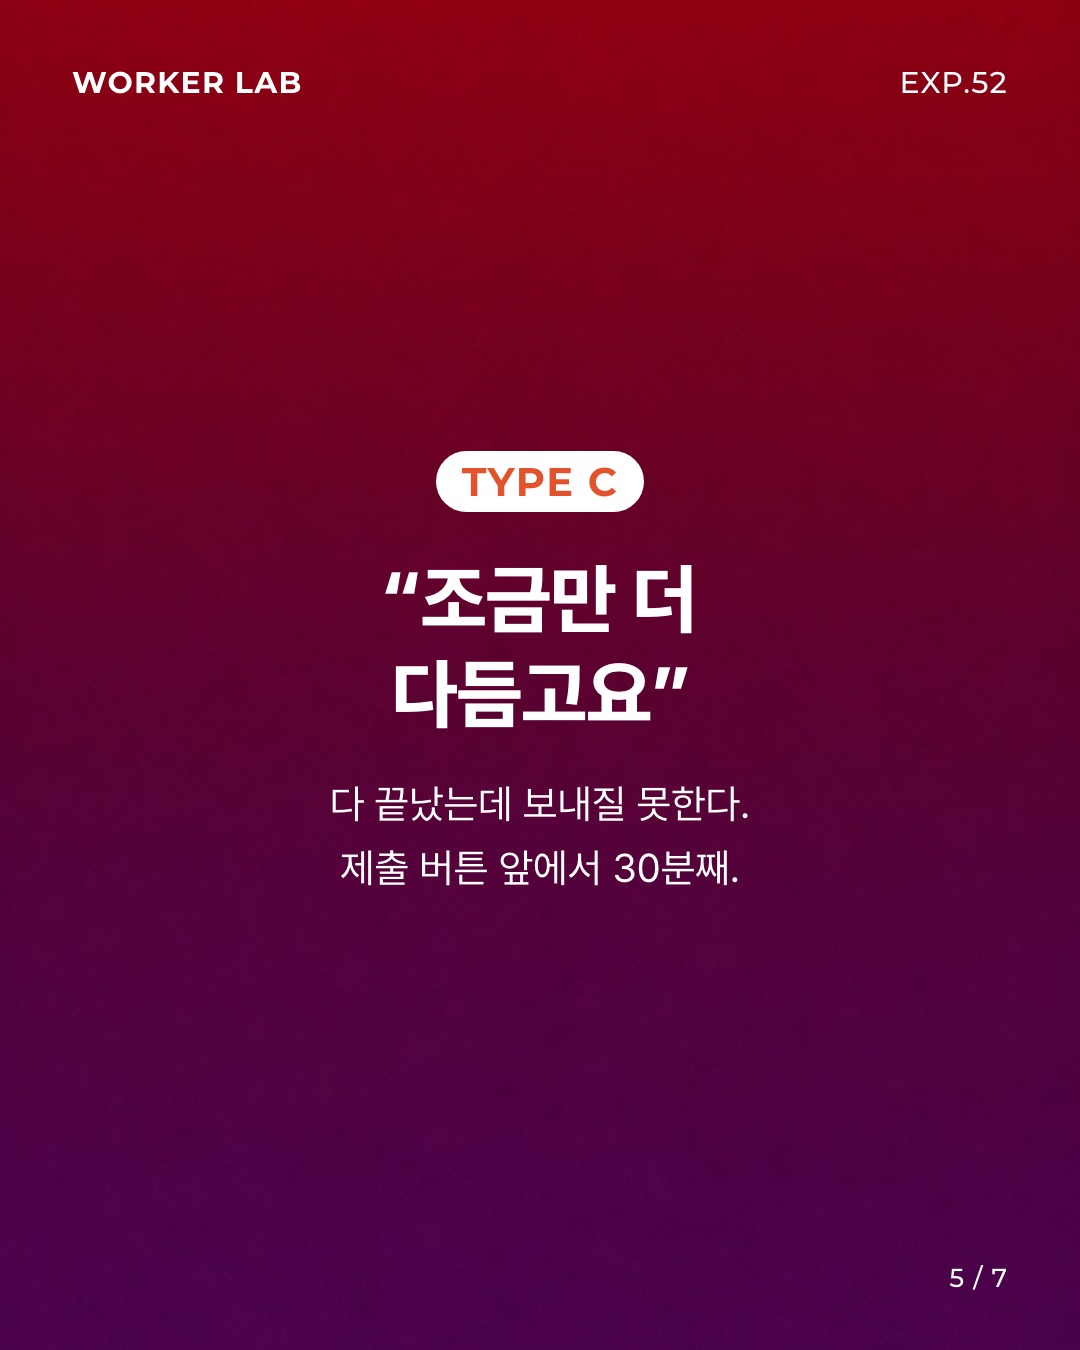 WORKER LAB
EXP.52
TYPE C
“조금만 더
다듬고요”
다 끝났는데 보내질 못한다.
제출 버튼 앞에서 30분째.
5 / 7